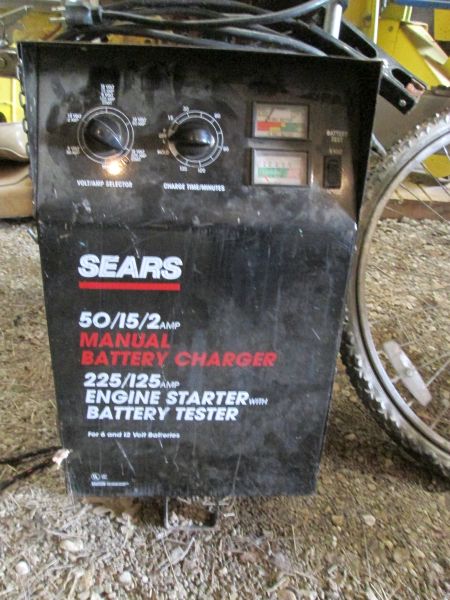 BATTERY
TEST
VOLT/AMP SELECTOR
CHARGE TIME/MINUTES
SEARS
50/15/2 AMP
MANUAL
BATTERY CHARGER
225/125 AMP
ENGINE STARTER WITH
BATTERY TESTER
For 6 and 12 Volt Batteries